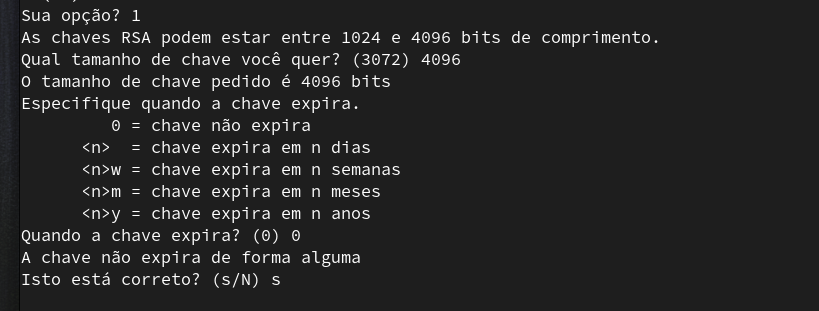 Sua opção? 1
As chaves RSA podem estar entre 1024 e 4096 bits de comprimento.
Qual tamanho de chave você quer? (3072) 4096
O tamanho de chave pedido é 4096 bits
Especifique quando a chave expira.
         0 = chave não expira
      <n>  = chave expira em n dias
      <n>w = chave expira em n semanas
      <n>m = chave expira em n meses
      <n>y = chave expira em n anos
Quando a chave expira? (0) 0
A chave não expira de forma alguma
Isto está correto? (s/N) s